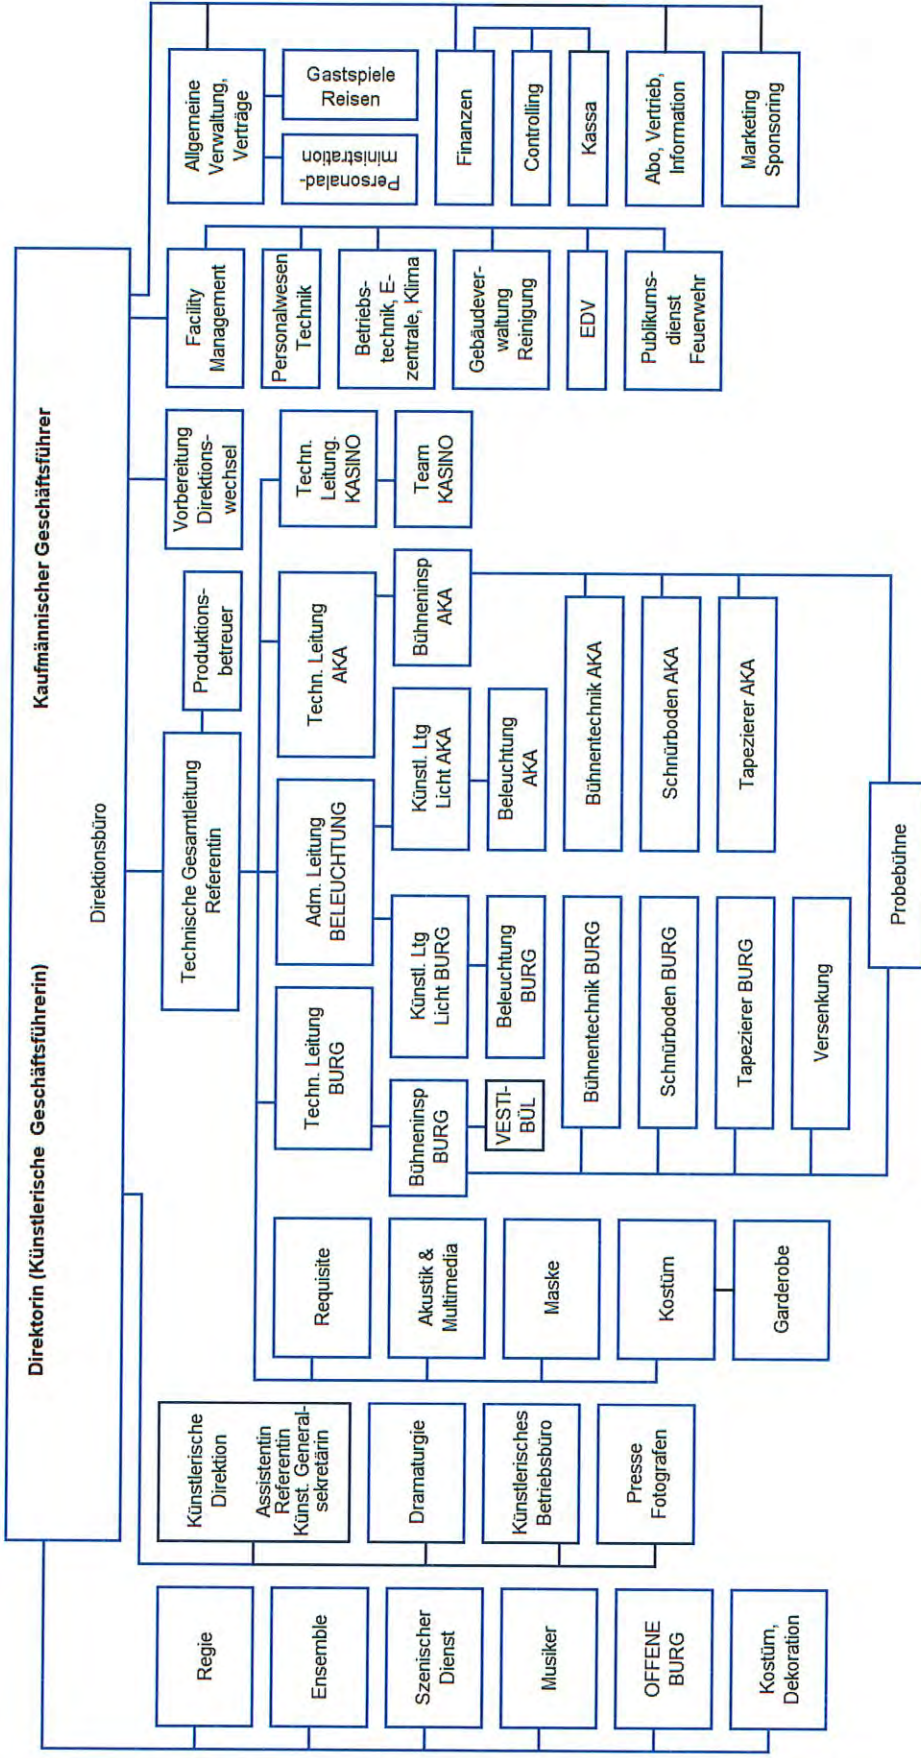 Direktorin (Künstlerische Geschäftsführerin)
Kaufmännischer Geschäftsführer
Direktionsbüro
Regie
Ensemble
Szenischer
Dienst
Musiker
OFFENE
BURG
Kostüm,
Dekoration
Künstlerische
Direktion
Assistentin
Referentin
Künst. General-
sekretärin
Dramaturgie
Künstlerisches
Betriebsbüro
Presse
Fotografen
Technische Gesamtleitung
Referentin
Produktions-
betreuer
Requisite
Akustik &
Multimedia
Maske
Kostüm
Garderobe
Techn. Leitung
BURG
Bühneninsp
BURG
VESTI-
BÜL
Adm. Leitung
BELEUCHTUNG
Künstl. Ltg
Licht BURG
Beleuchtung
BURG
Künstl. Ltg
Licht AKA
Beleuchtung
AKA
Techn. Leitung
AKA
Bühneninsp
AKA
Techn.
Leitung.
KASINO
Team
KASINO
Bühnentechnik BURG
Schnürboden BURG
Tapezierer BURG
Versenkung
Bühnentechnik AKA
Schnürboden AKA
Tapezierer AKA
Probebühne
Vorbereitung
Direktions-
wechsel
Facility
Management
Personalwesen
Technik
Betriebs-
technik, E-
zentrale, Klima
Gebäudever-
waltung
Reinigung
EDV
Publikums-
dienst
Feuerwehr
Allgemeine
Verwaltung,
Verträge
Personalad-
ministration
Gastspiele
Reisen
Finanzen
Controlling
Kassa
Abo, Vertrieb,
Information
Marketing
Sponsoring